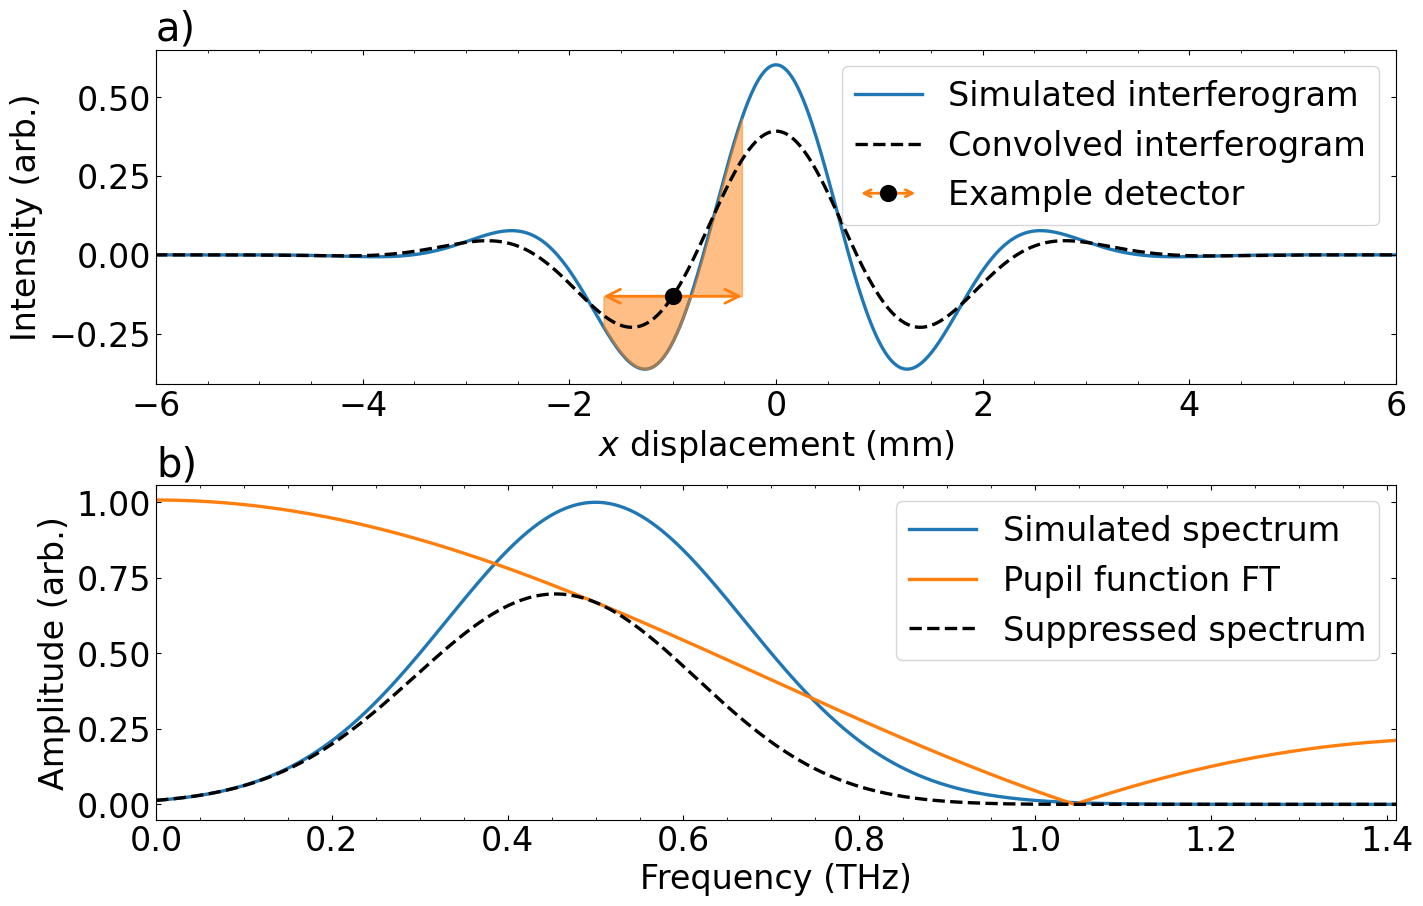 a)
Intensity (arb.)
0.50
0.25
0.00
−0.25
Simulated interferogram
Convolved interferogram
Example detector
−6 −4 −2 0 2 4 6
x displacement (mm)
b)
Amplitude (arb.)
1.00
0.75
0.50
0.25
0.00
Simulated spectrum
Pupil function FT
Suppressed spectrum
0.0 0.2 0.4 0.6 0.8 1.0 1.2 1.4
Frequency (THz)